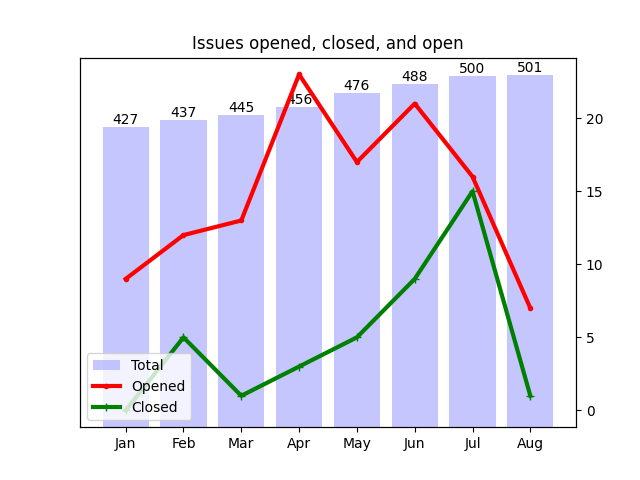 Issues opened, closed, and open
427
437
445
456
476
488
500
501
20
15
10
5
0
Total
Opened
Closed
Jan
Feb
Mar
Apr
May
Jun
Jul
Aug